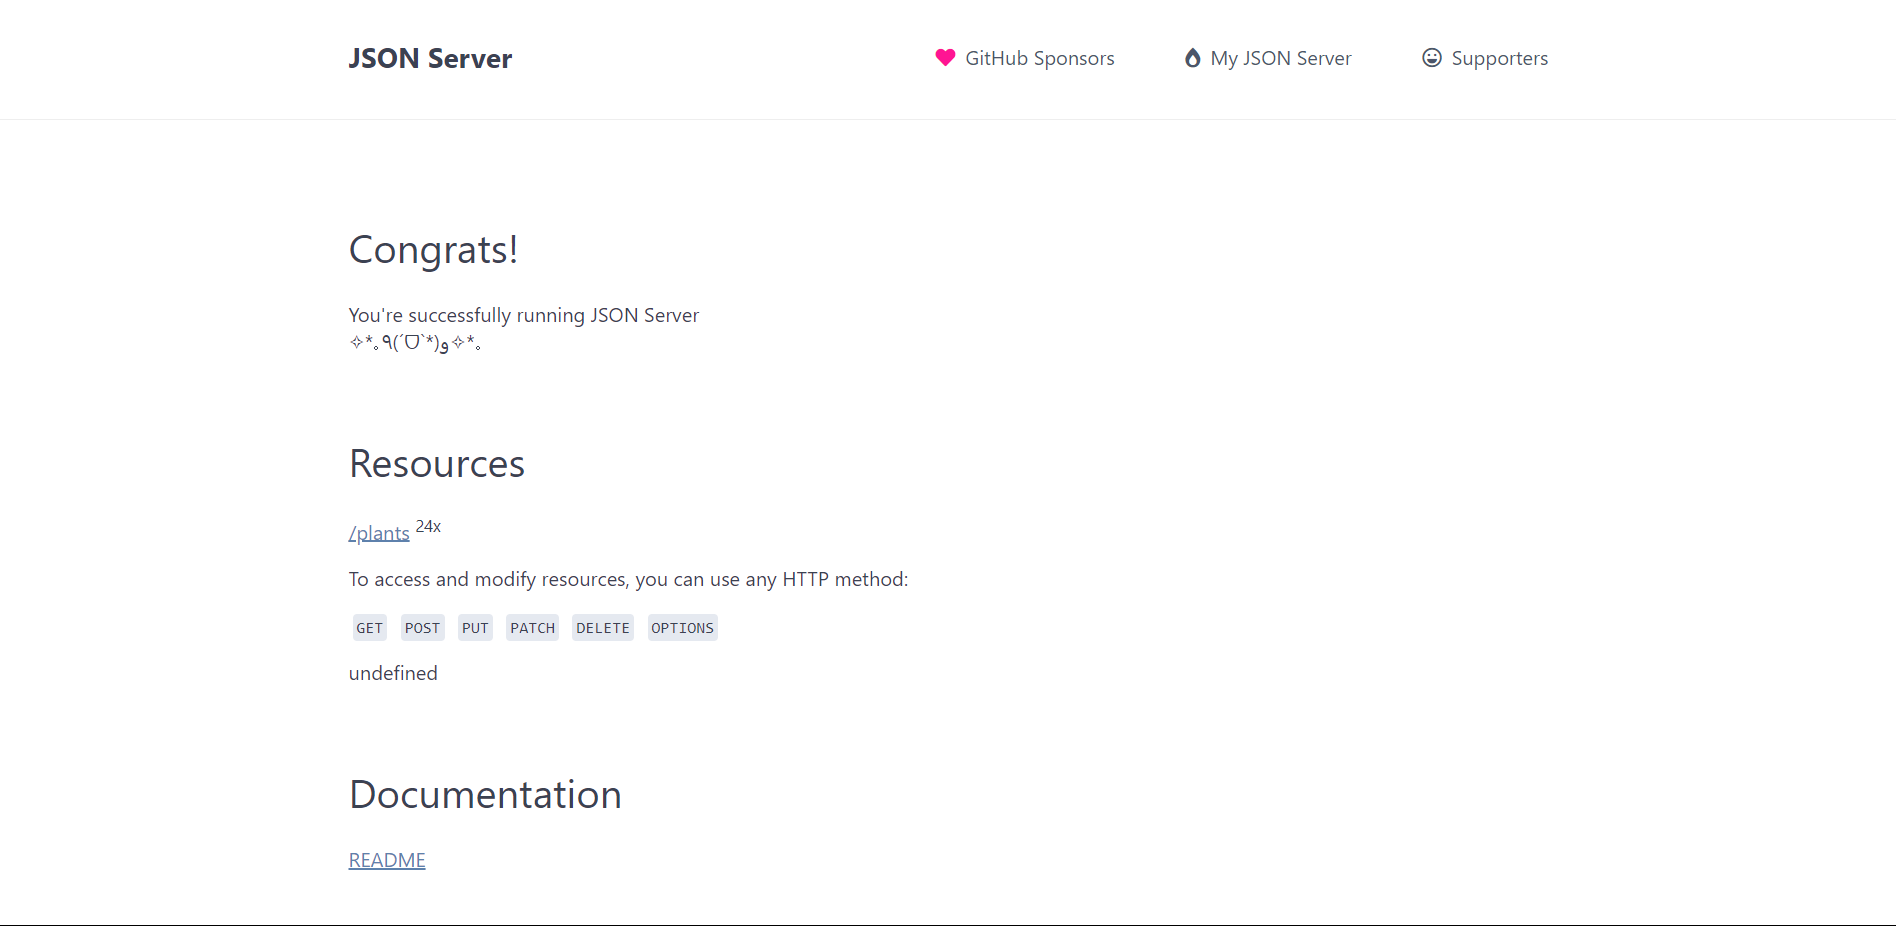 JSON Server
GitHub Sponsors
My JSON Server
Supporters
Congrats!
You're successfully running JSON Server
✧*｡٩(ˊᗜˋ*)و✧*｡
Resources
/plants 24x
To access and modify resources, you can use any HTTP method:
GET POST PUT PATCH DELETE OPTIONS
undefined
Documentation
README